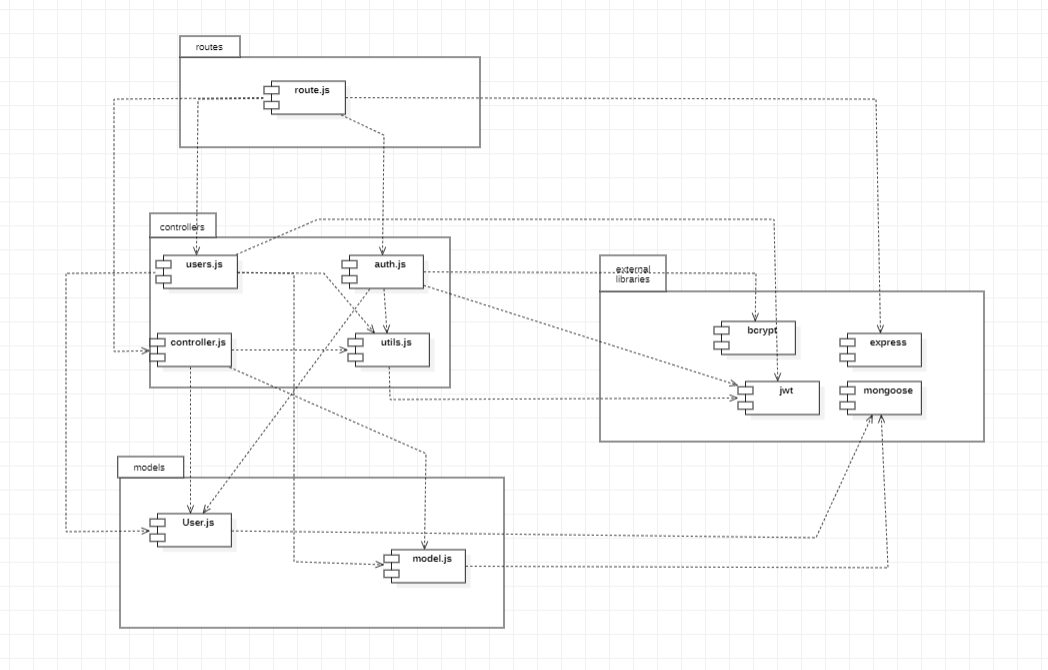 routes
route.js
controllers
users.js
auth.js
controller.js
utils.js
external
libraries
bcrypt
express
jwt
mongoose
models
User.js
model.js